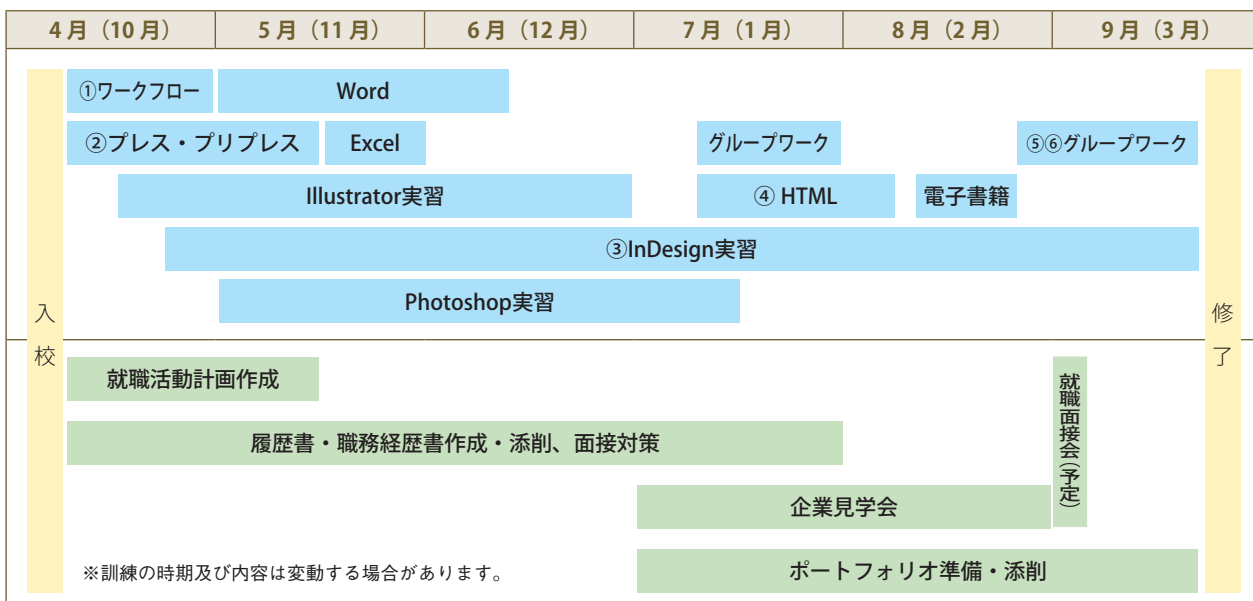 4月（10月）
5月（11月）
6月（12月）
7月（1月）
8月（2月）
9月（3月）
入校
①ワークフロー
Word
②プレス・プリプレス
Excel
グループワーク
⑤⑥グループワーク
Illustrator実習
④ HTML
電子書籍
③InDesign実習
Photoshop実習
修了
就職活動計画作成
就職面接会（予定）
履歴書・職務経歴書作成・添削、面接対策
企業見学会
ポートフォリオ準備・添削
※訓練の時期及び内容は変動する場合があります。